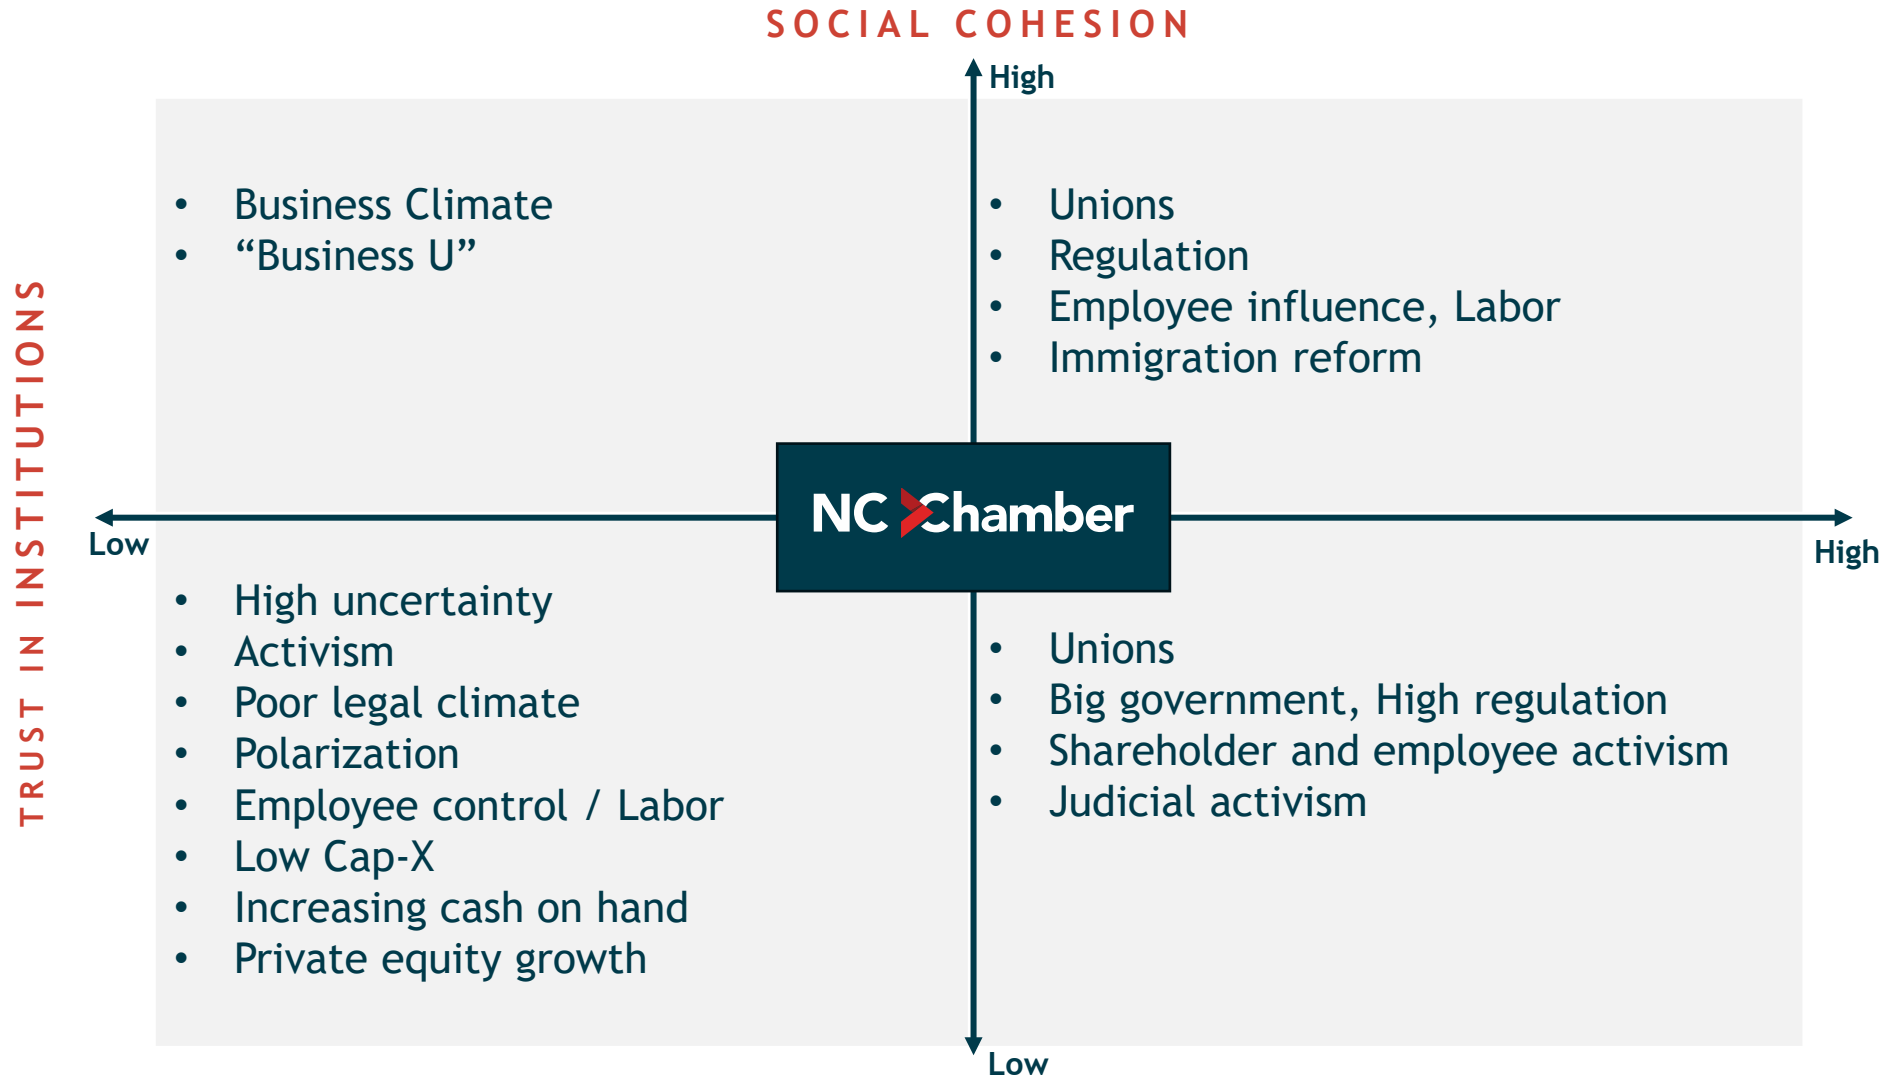 SOCIAL COHESION
High
• Business Climate
• “Business U”
• Unions
• Regulation
• Employee influence, Labor
• Immigration reform
TRUST IN INSTITUTIONS
NC Chamber
Low
High
• High uncertainty
• Activism
• Poor legal climate
• Polarization
• Employee control / Labor
• Low Cap-X
• Increasing cash on hand
• Private equity growth
• Unions
• Big government, High regulation
• Shareholder and employee activism
• Judicial activism
Low